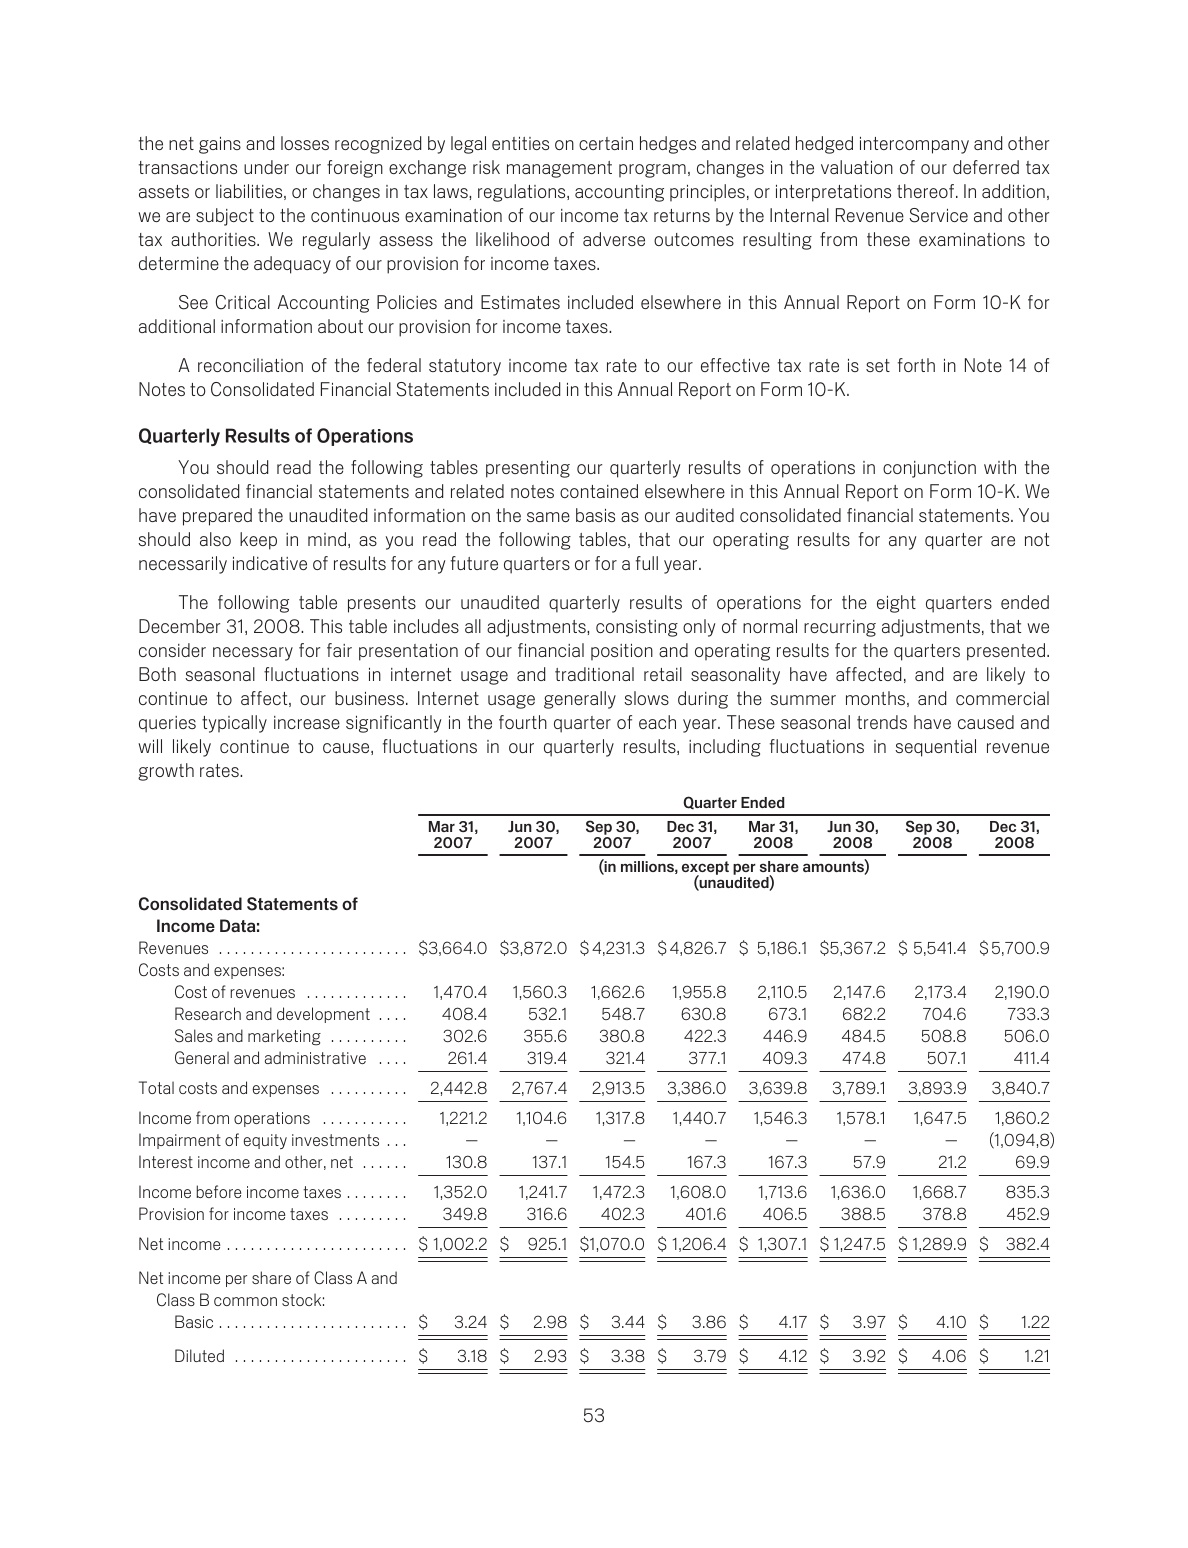 the net gains and losses recognized by legal entities on certain hedges and related hedged intercompany and other
transactions under our foreign exchange risk management program, changes in the valuation of our deferred tax
assets or liabilities, or changes in tax laws, regulations, accounting principles, or interpretations thereof. In addition,
we are subject to the continuous examination of our income tax returns by the Internal Revenue Service and other
tax authorities. We regularly assess the likelihood of adverse outcomes resulting from these examinations to
determine the adequacy of our provision for income taxes.
See Critical Accounting Policies and Estimates included elsewhere in this Annual Report on Form 10-K for
additional information about our provision for income taxes.
A reconciliation of the federal statutory income tax rate to our effective tax rate is set forth in Note 14 of
Notes to Consolidated Financial Statements included in this Annual Report on Form 10-K.
Quarterly Results of Operations
You should read the following tables presenting our quarterly results of operations in conjunction with the
consolidated financial statements and related notes contained elsewhere in this Annual Report on Form 10-K. We
have prepared the unaudited information on the same basis as our audited consolidated financial statements. You
should also keep in mind, as you read the following tables, that our operating results for any quarter are not
necessarily indicative of results for any future quarters or for a full year.
The following table presents our unaudited quarterly results of operations for the eight quarters ended
December 31, 2008. This table includes all adjustments, consisting only of normal recurring adjustments, that we
consider necessary for fair presentation of our financial position and operating results for the quarters presented.
Both seasonal fluctuations in internet usage and traditional retail seasonality have affected, and are likely to
continue to affect, our business. Internet usage generally slows during the summer months, and commercial
queries typically increase significantly in the fourth quarter of each year. These seasonal trends have caused and
will likely continue to cause, fluctuations in our quarterly results, including fluctuations in sequential revenue
growth rates.
Quarter Ended
Mar 31, Jun 30, Sep 30, Dec 31, Mar 31, Jun 30, Sep 30, Dec 31,
2007 2007 2007 2007 2008 2008 2008 2008
(in millions, except per share amounts)
(unaudited)
Consolidated Statements of
Income Data:
Revenues ........................ $3,664.0 $3,872.0 $4,231.3 $4,826.7 $ 5,186.1 $5,367.2 $ 5,541.4 $5,700.9
Costs and expenses:
Cost of revenues ............. 1,470.4 1,560.3 1,662.6 1,955.8 2,110.5 2,147.6 2,173.4 2,190.0
Research and development .... 408.4 532.1 548.7 630.8 673.1 682.2 704.6 733.3
Sales and marketing .......... 302.6 355.6 380.8 422.3 446.9 484.5 508.8 506.0
General and administrative .... 261.4 319.4 321.4 377.1 409.3 474.8 507.1 411.4
Total costs and expenses .......... 2,442.8 2,767.4 2,913.5 3,386.0 3,639.8 3,789.1 3,893.9 3,840.7
Income from operations ........... 1,221.2 1,104.6 1,317.8 1,440.7 1,546.3 1,578.1 1,647.5 1,860.2
Impairment of equity investments ... — — — — — — — (1,094,8)
Interest income and other, net ...... 130.8 137.1 154.5 167.3 167.3 57.9 21.2 69.9
Income before income taxes ........ 1,352.0 1,241.7 1,472.3 1,608.0 1,713.6 1,636.0 1,668.7 835.3
Provision for income taxes ......... 349.8 316.6 402.3 401.6 406.5 388.5 378.8 452.9
Net income ....................... $ 1,002.2 $ 925.1 $1,070.0 $ 1,206.4 $ 1,307.1 $ 1,247.5 $ 1,289.9 $ 382.4
Net income per share of Class A and
Class B common stock:
Basic ........................ $ 3.24 $ 2.98 $ 3.44 $ 3.86 $ 4.17 $ 3.97 $ 4.10 $ 1.22
Diluted ...................... $ 3.18 $ 2.93 $ 3.38 $ 3.79 $ 4.12 $ 3.92 $ 4.06 $ 1.21
53